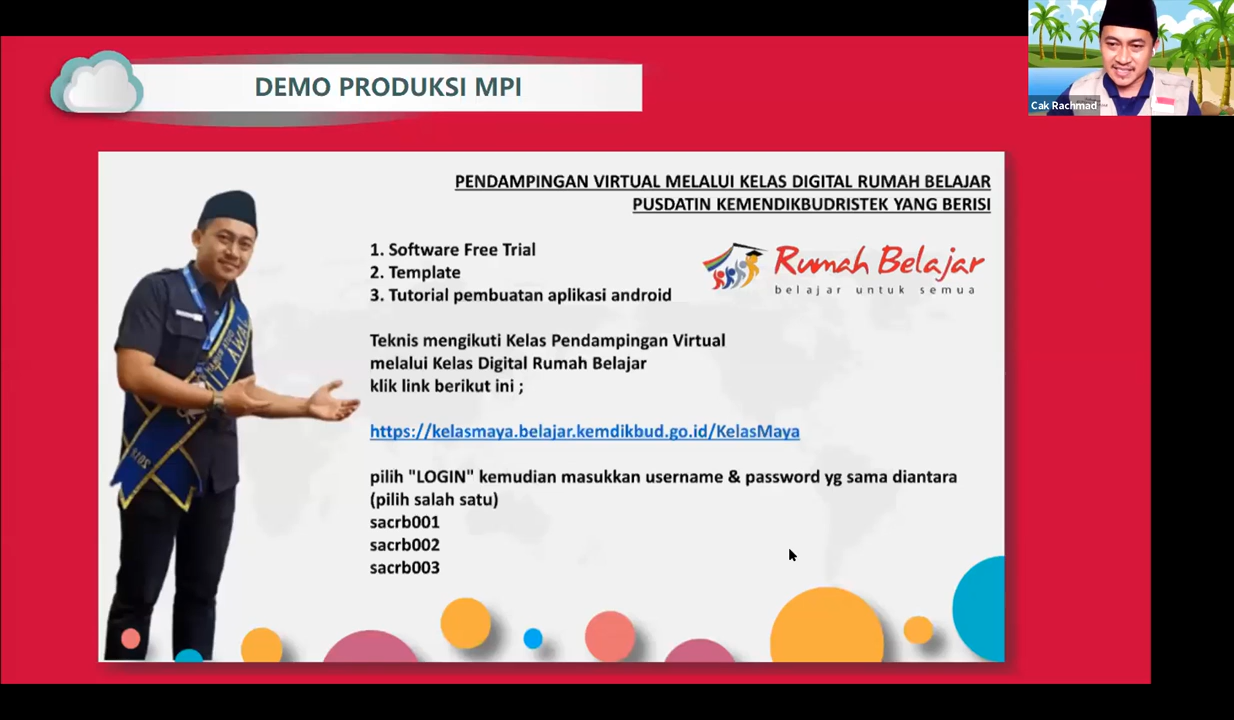 DEMO PRODUKSI MPI
Cak Rachmad
PENDAMPINGAN VIRTUAL MELALUI KELAS DIGITAL RUMAH BELAJAR
PUSDATIN KEMENDIKBUDRISTEK YANG BERISI
1. Software Free Trial
2. Template
3. Tutorial pembuatan aplikasi android
Rumah Belajar
belajar untuk semua
Teknis mengikuti Kelas Pendampingan Virtual
melalui Kelas Digital Rumah Belajar
klik link berikut ini ;
https://kelasmaya.belajar.kemdikbud.go.id/KelasMaya
pilih "LOGIN" kemudian masukkan username & password yg sama diantara
(pilih salah satu)
sacrb001
sacrb002
sacrb003